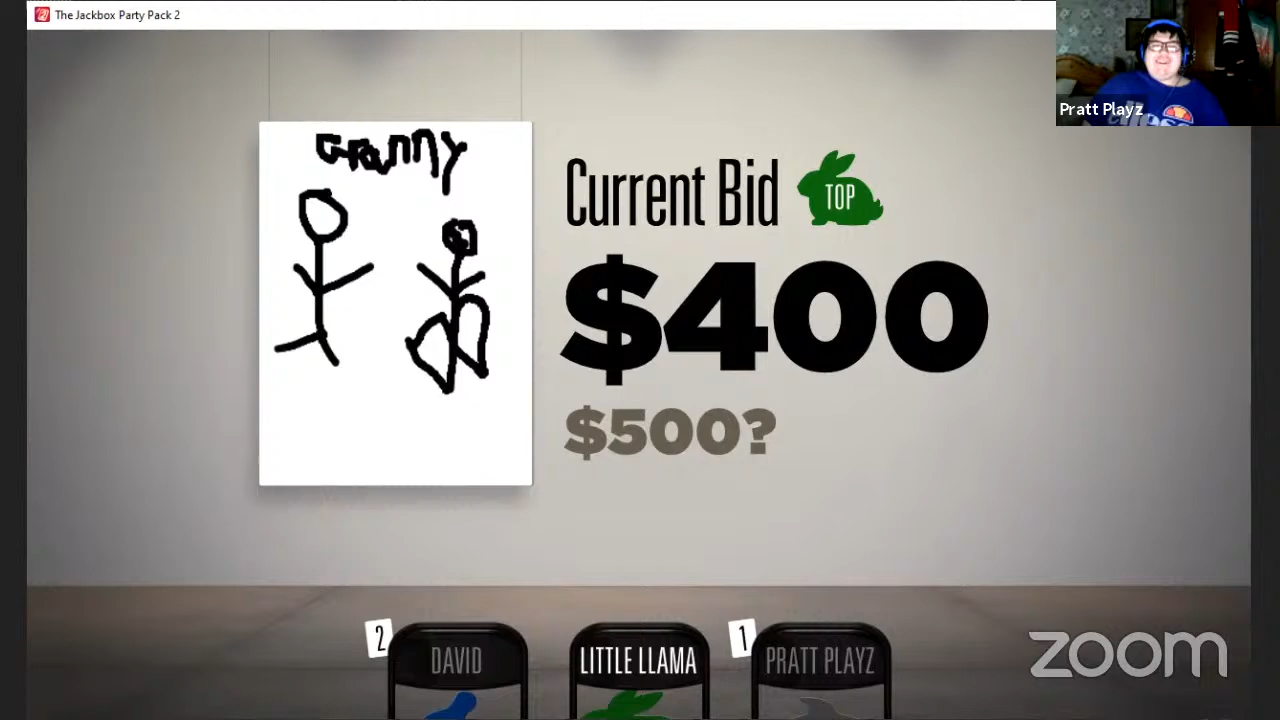 The Jackbox Party Pack 2
Pratt Playz
ellesse
Granny
Current Bid
TOP
$400
$500?
2
DAVID
LITTLE LLAMA
1
PRATT PLAYZ
zoom